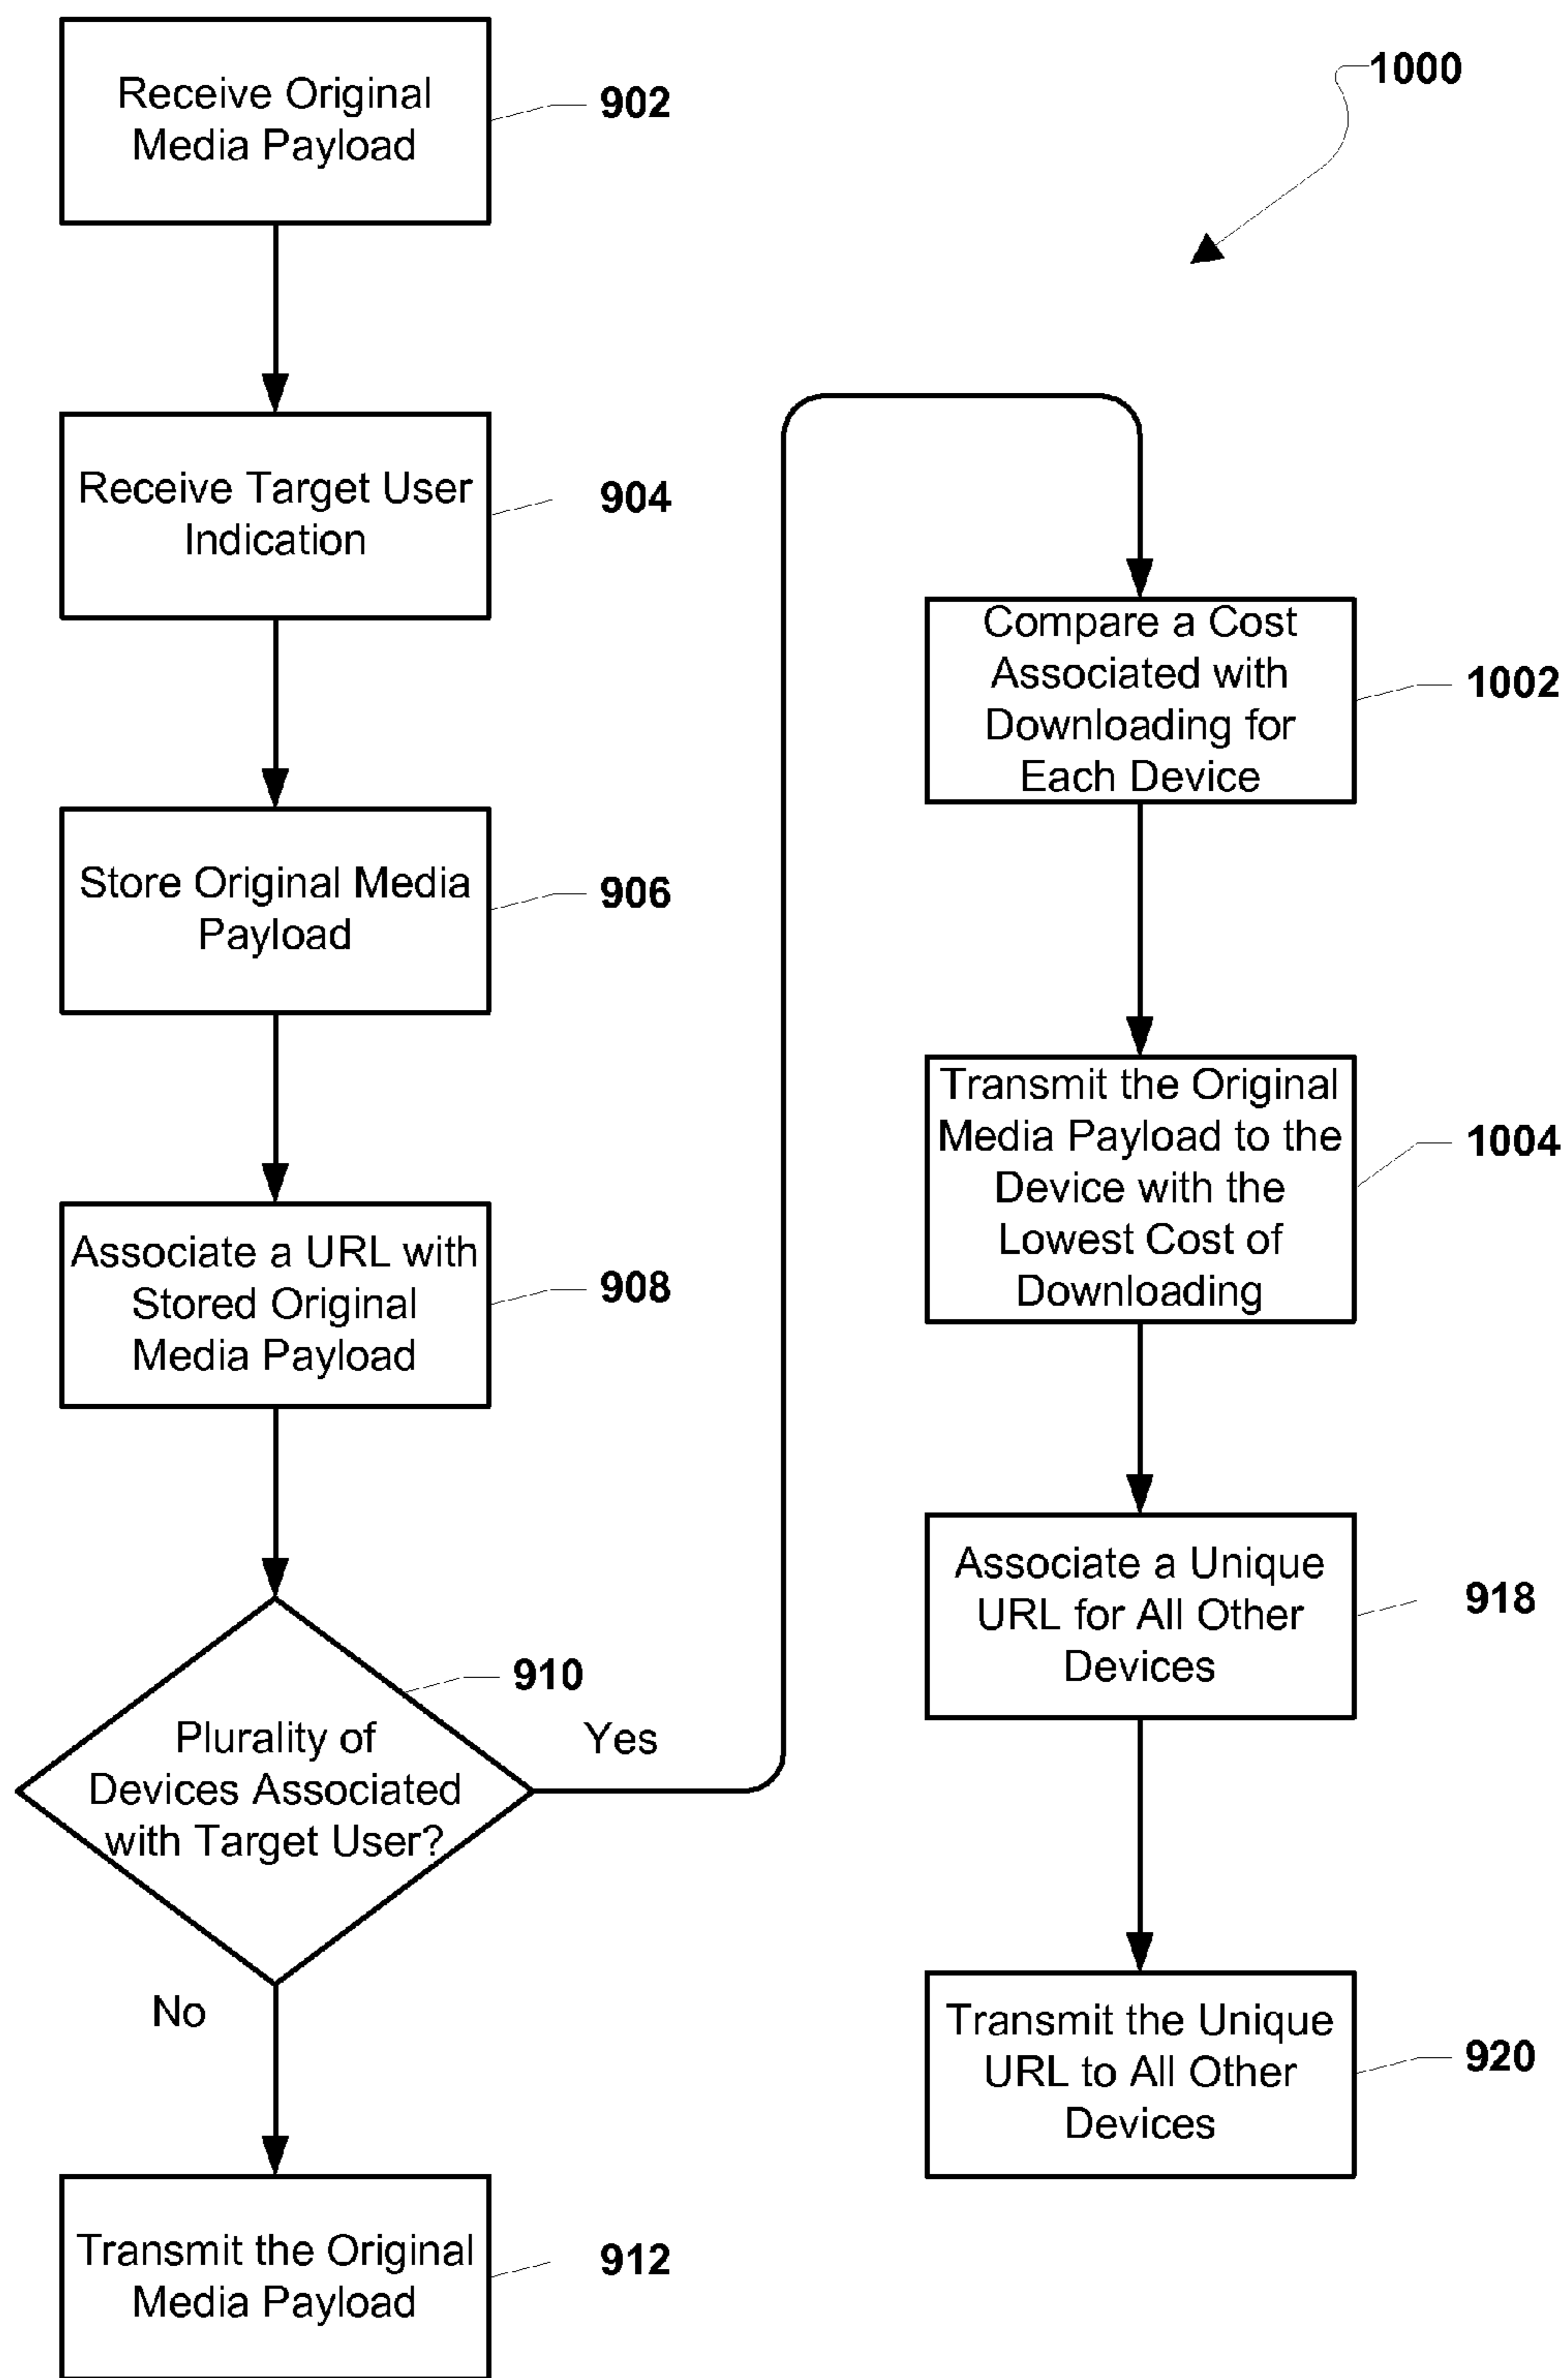 Receive Original
Media Payload
902
1000
Receive Target User
Indication
904
Store Original Media
Payload
906
Associate a URL with
Stored Original
Media Payload
908
910
Plurality of
Devices Associated
with Target User?
Yes
No
Transmit the Original
Media Payload
912
Compare a Cost
Associated with
Downloading for
Each Device
1002
Transmit the Original
Media Payload to the
Device with the
Lowest Cost of
Downloading
1004
Associate a Unique
URL for All Other
Devices
918
Transmit the Unique
URL to All Other
Devices
920